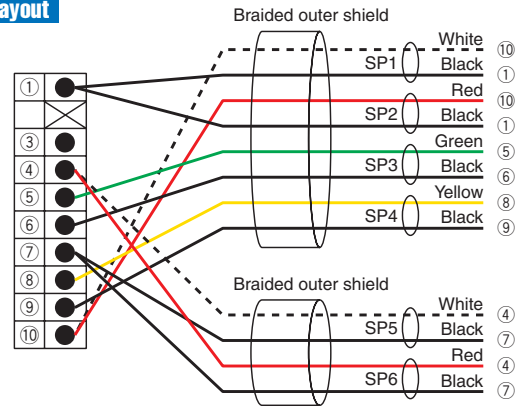 ayout
Braided outer shield
White ⑩
SP1 Black ①
Red ⑩
SP2 Black ①
Green ⑤
SP3 Black ⑥
Yellow ⑧
SP4 Black ⑨
①
③
④
⑤
⑥
⑦
⑧
⑨
⑩
Braided outer shield
White ④
SP5 Black ⑦
Red ④
SP6 Black ⑦